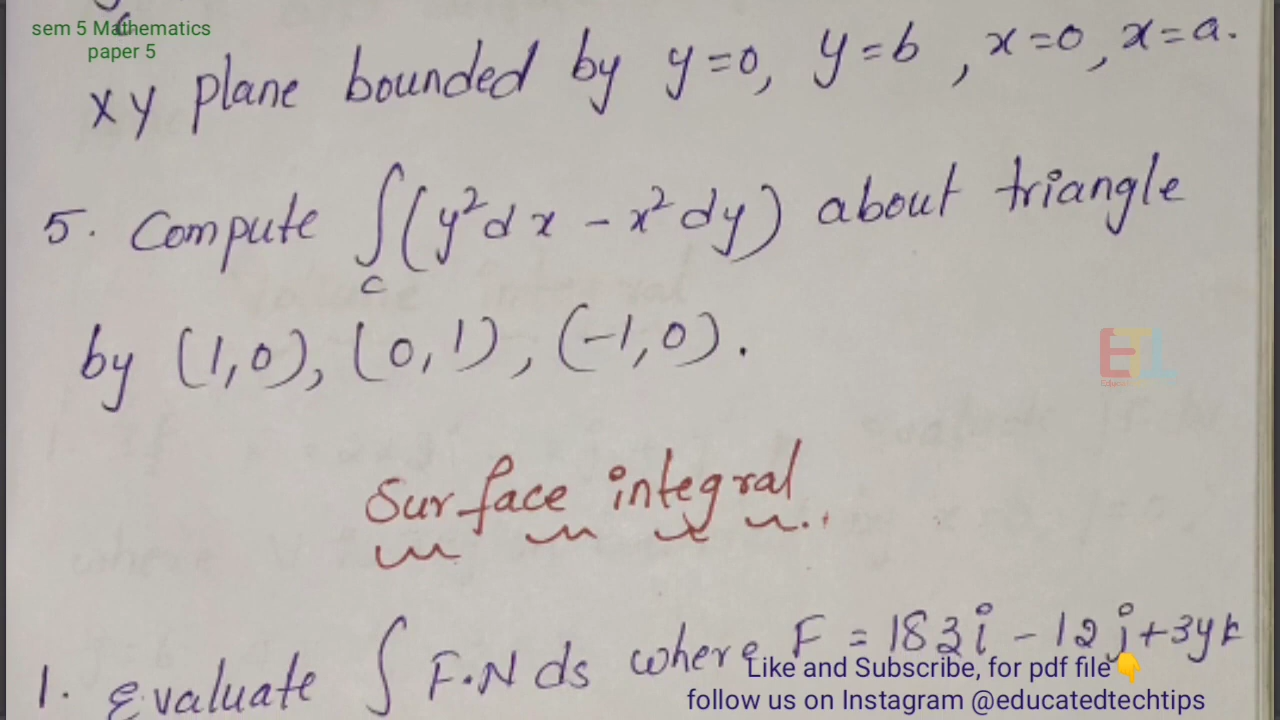 sem 5 Mathematics
paper 5
xy plane bounded by y=0, y=b, x=0, x=a.
5. Compute ∫c (y²dx - x²dy) about triangle
by (1,0), (0,1), (-1,0).
Surface integral
1. Evaluate ∫ F.N ds where F = 18zi - 12j + 3yk
Like and Subscribe, for pdf file👇
follow us on Instagram @educatedtechtips